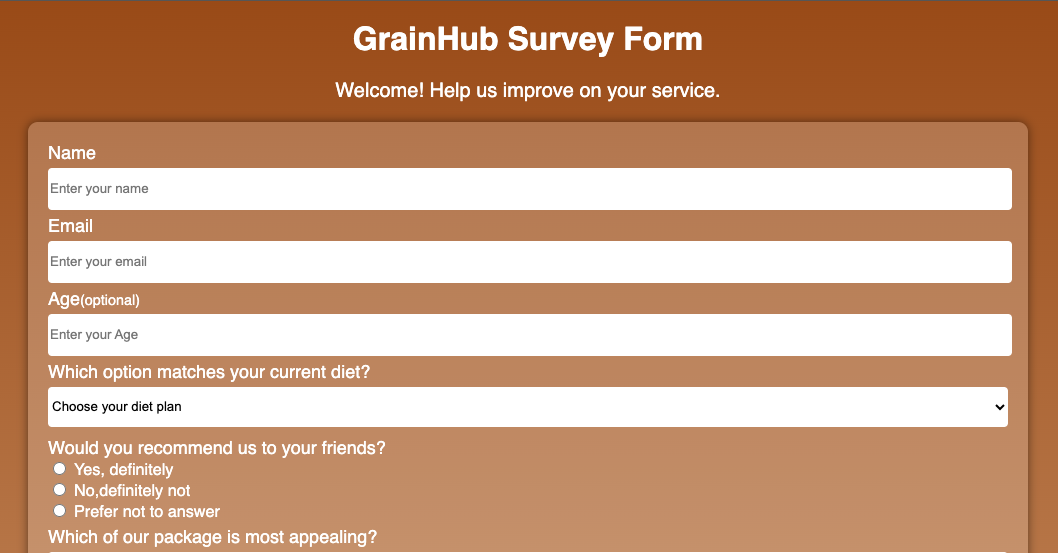 GrainHub Survey Form
Welcome! Help us improve on your service.
Name
Enter your name
Email
Enter your email
Age(optional)
Enter your Age
Which option matches your current diet?
Choose your diet plan
Would you recommend us to your friends?
Yes, definitely
No,definitely not
Prefer not to answer
Which of our package is most appealing?